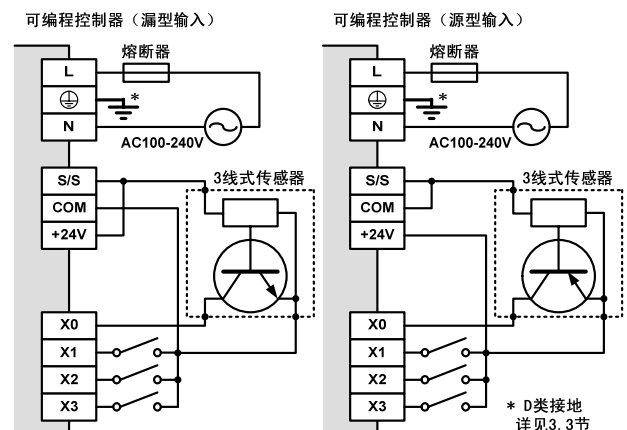 可编程控制器（漏型输入）
熔断器
L
*
N
AC100-240V
S/S
COM
+24V
3线式传感器
X0
X1
X2
X3
可编程控制器（源型输入）
熔断器
L
*
N
AC100-240V
S/S
COM
+24V
3线式传感器
X0
X1
X2
X3
* D类接地
详见3.3节